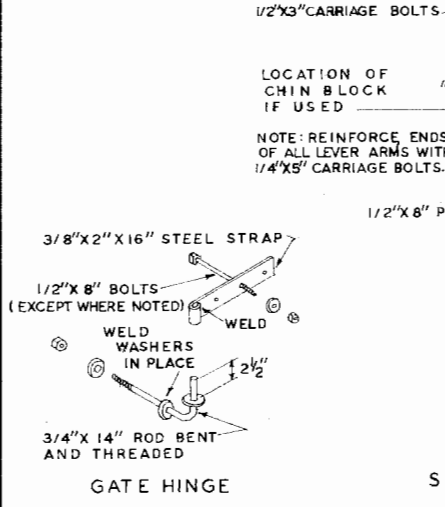 1/2"X3"CARRIAGE BOLTS
LOCATION OF
CHIN BLOCK
IF USED
NOTE: REINFORCE ENDS
OF ALL LEVER ARMS WITH
1/4"X5" CARRIAGE BOLTS.
1/2"X8" P
3/8"X2"X16" STEEL STRAP
1/2"X 8" BOLTS
(EXCEPT WHERE NOTED)
WELD
WELD
WASHERS
IN PLACE
2 1/2"
3/4"X 14" ROD BENT
AND THREADED
GATE HINGE
S